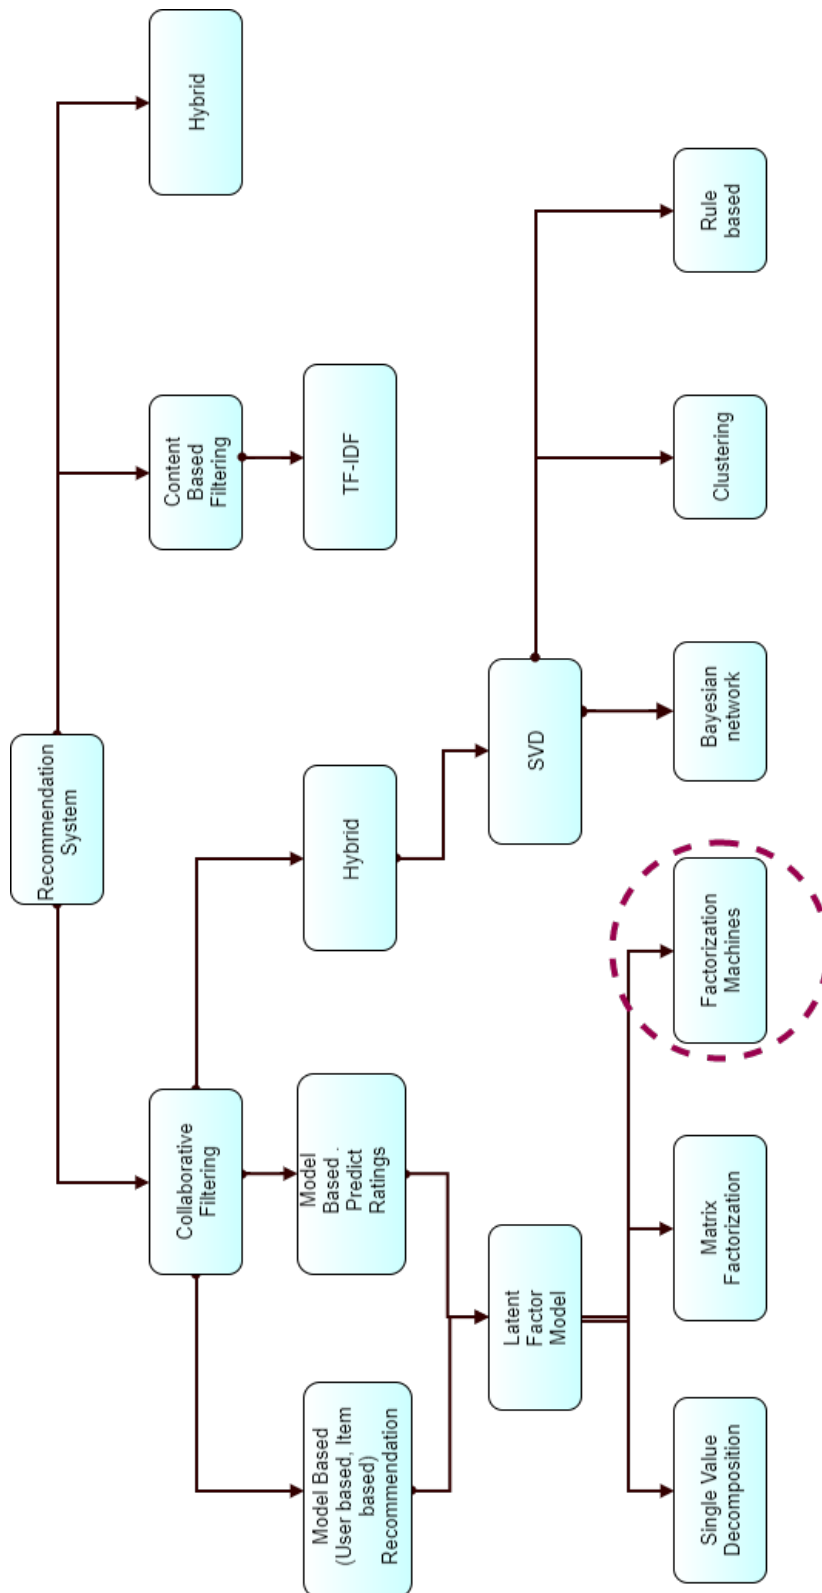 Recommendation
System
Collaborative
Filtering
Content
Based
Filtering
Hybrid
Model Based
(User based, Item
based)
Recommendation
Model
Based .
Predict
Ratings
Hybrid
TF-IDF
Latent
Factor
Model
SVD
Single Value
Decomposition
Matrix
Factorization
Factorization
Machines
Bayesian
network
Clustering
Rule
based